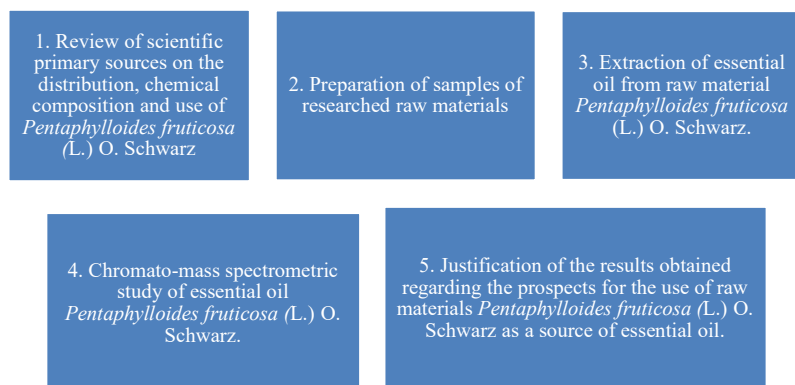 1. Review of scientific
primary sources on the
distribution, chemical
composition and use of
Pentaphylloides fruticosa
(L.) O. Schwarz
2. Preparation of samples of
researched raw materials
3. Extraction of essential
oil from raw material
Pentaphylloides fruticosa
(L.) O. Schwarz.
4. Chromato-mass spectrometric
study of essential oil
Pentaphylloides fruticosa (L.) O.
Schwarz.
5. Justification of the results obtained
regarding the prospects for the use of raw
materials Pentaphylloides fruticosa (L.) O.
Schwarz as a source of essential oil.